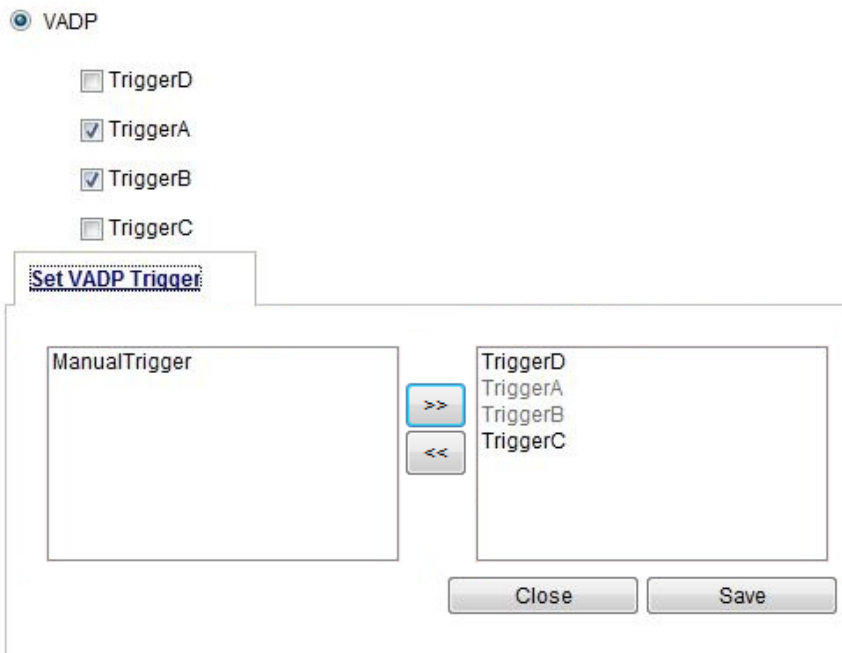 VADP
TriggerD
TriggerA
TriggerB
TriggerC
Set VADP Trigger
ManualTrigger
TriggerD
TriggerA
TriggerB
TriggerC
>>
<<
Close Save